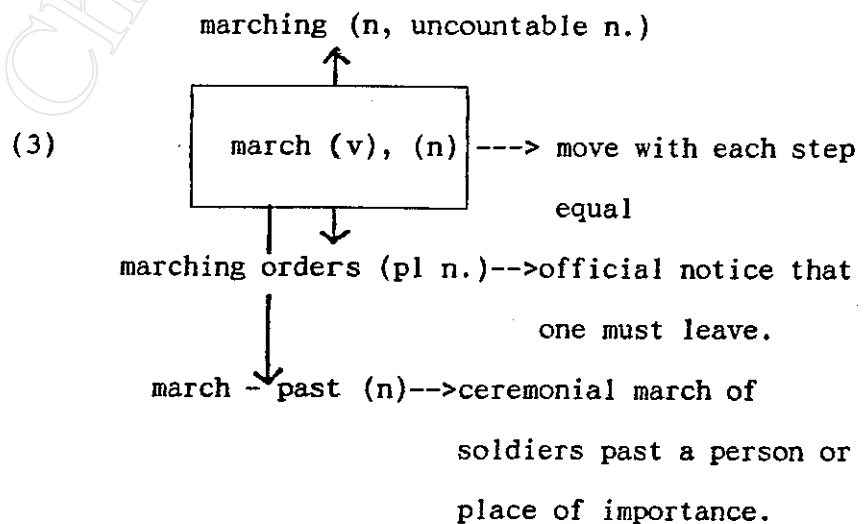 marching (n, uncountable n.)
(3) march (v), (n) ---> move with each step
equal
marching orders (pl n.)-->official notice that
one must leave.
march - past (n)-->ceremonial march of
soldiers past a person or
place of importance.